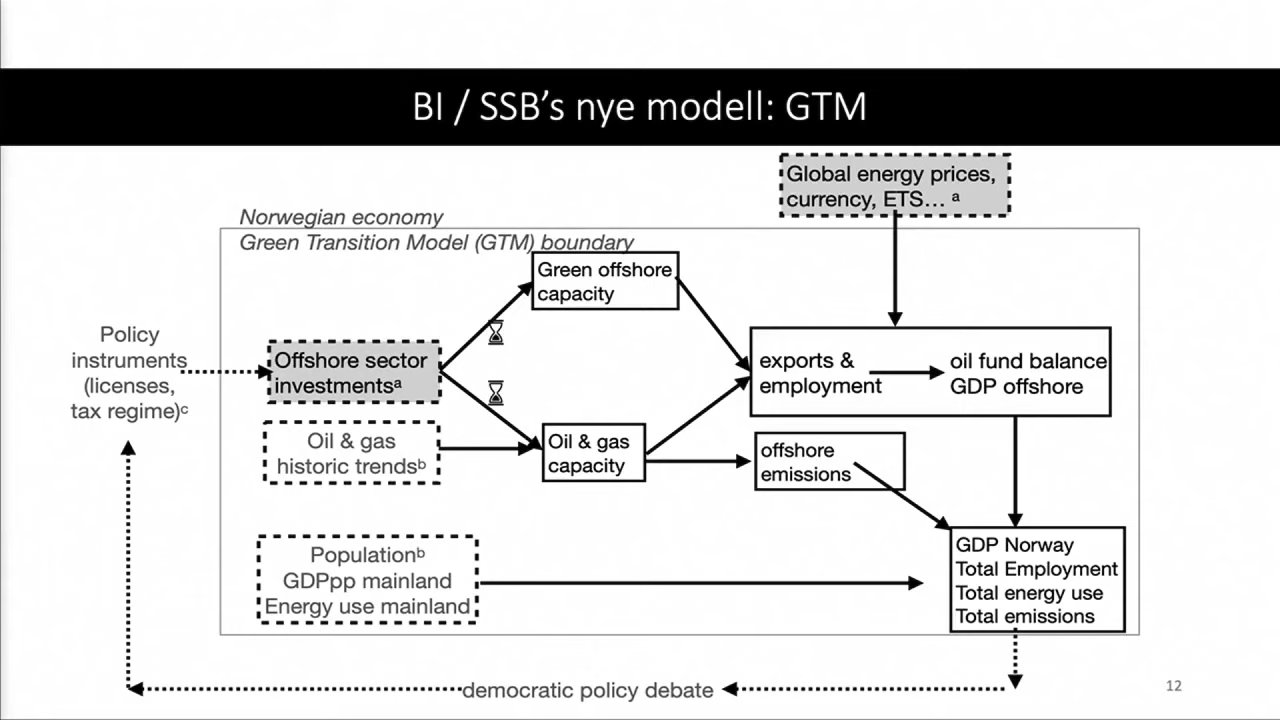 BI / SSB’s nye modell: GTM
Global energy prices,
currency, ETS... a
Norwegian economy
Green Transition Model (GTM) boundary
Green offshore
capacity
Policy
instruments
(licenses,
tax regime)c
Offshore sector
investmentsa
exports &
employment
oil fund balance
GDP offshore
Oil & gas
historic trendsb
Oil & gas
capacity
offshore
emissions
Populationb
GDPpp mainland
Energy use mainland
GDP Norway
Total Employment
Total energy use
Total emissions
democratic policy debate
12